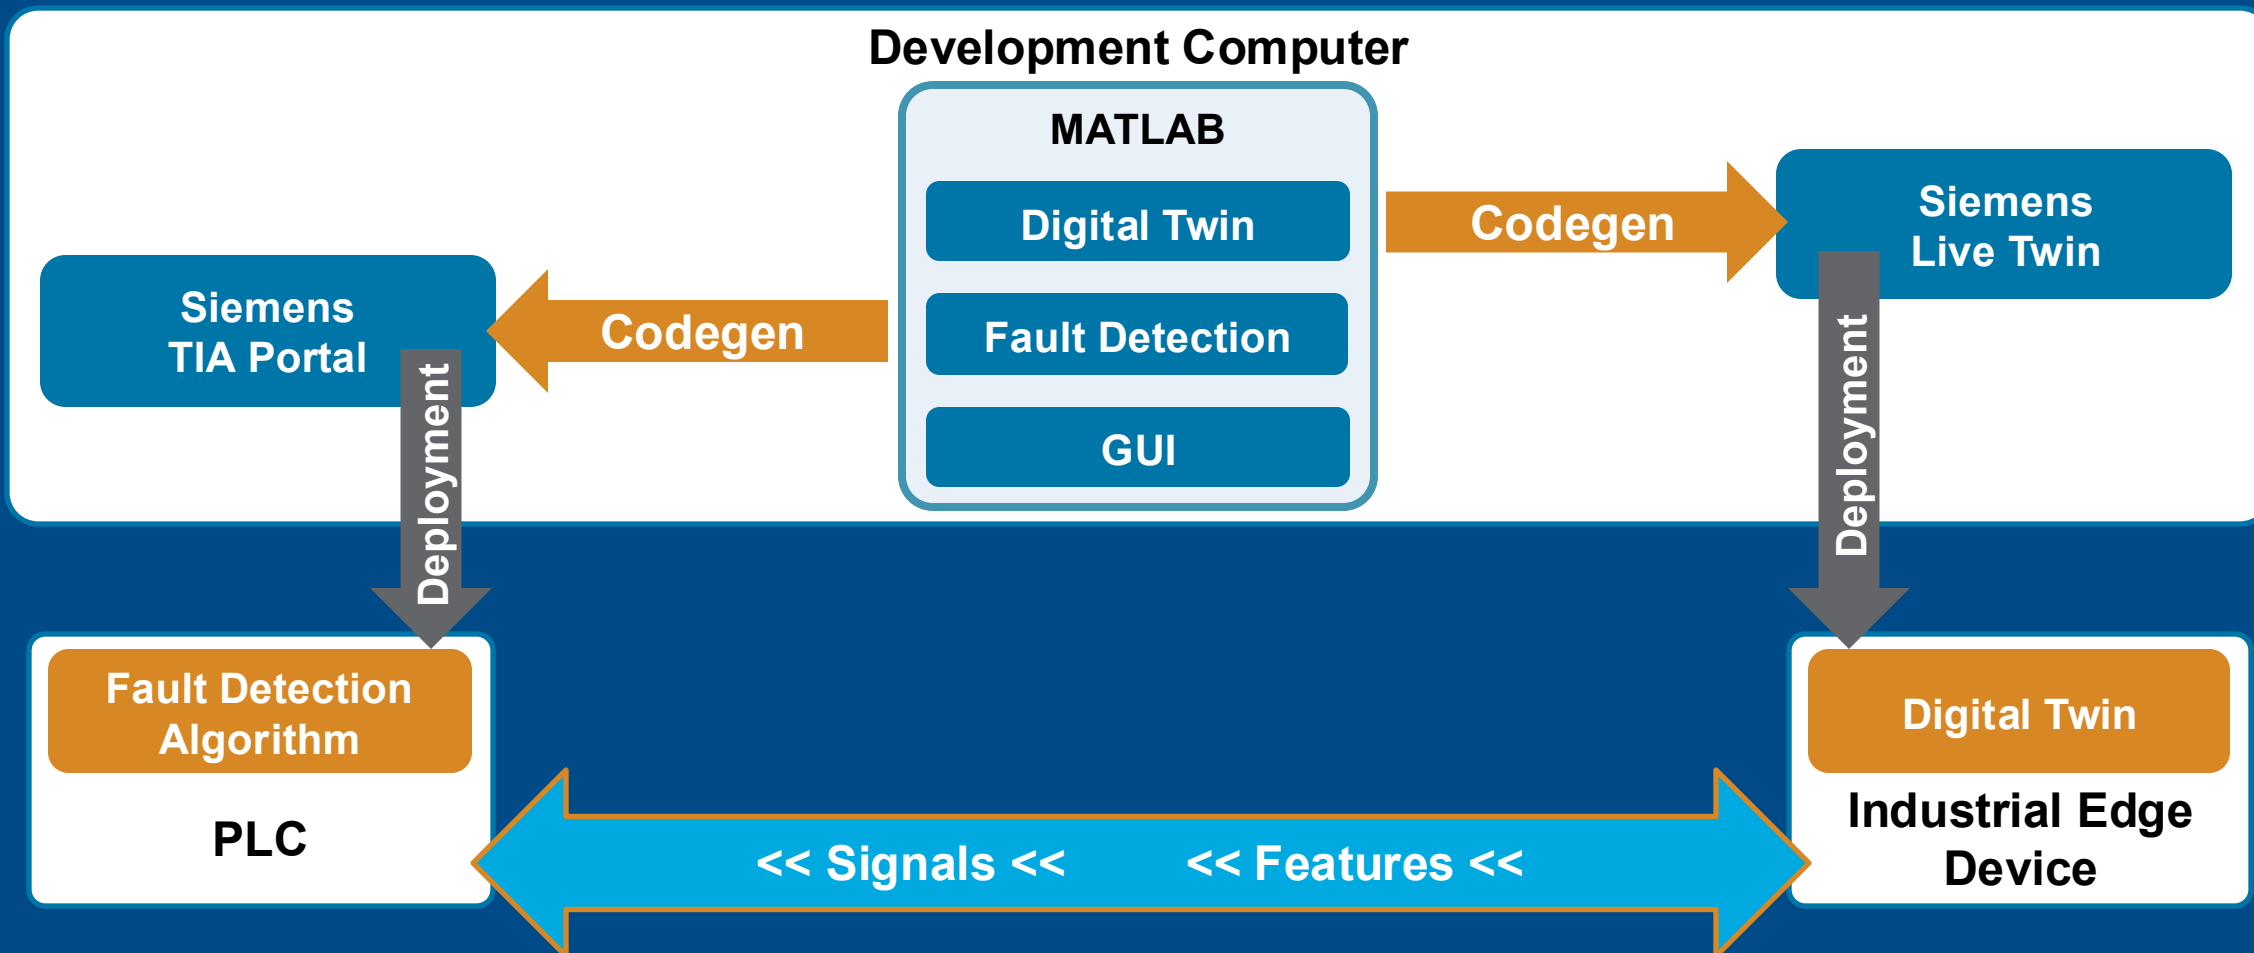 Development Computer
MATLAB
Digital Twin
Fault Detection
GUI
Codegen
Siemens
Live Twin
Codegen
Siemens
TIA Portal
Deployment
Deployment
Fault Detection
Algorithm
PLC
Digital Twin
Industrial Edge
Device
<< Signals << << Features <<